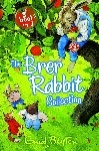 The
Brer
Rabbit
Collection
Enid Blyton